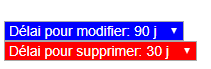 Délai pour modifier: 90 j
Délai pour supprimer: 30 j